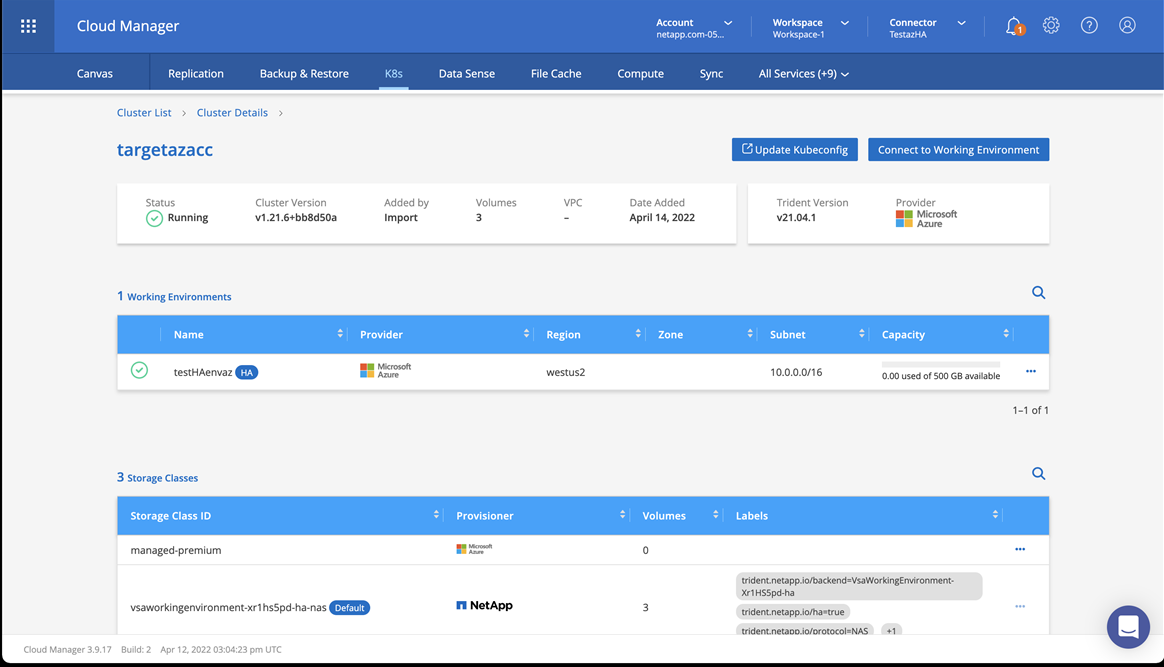 Cloud Manager
Account
netapp.com-05...
Workspace
Workspace-1
Connector
TestazHA
1
Canvas
Replication
Backup & Restore
K8s
Data Sense
File Cache
Compute
Sync
All Services (+9)
Cluster List > Cluster Details >
targetazacc
Update Kubeconfig
Connect to Working Environment
Status
Running
Cluster Version
v1.21.6+bb8d50a
Added by
Import
Volumes
3
VPC
–
Date Added
April 14, 2022
Trident Version
v21.04.1
Provider
Microsoft
Azure
1 Working Environments
Name Provider Region Zone Subnet Capacity
testHAenvaz HA
Microsoft
Azure
westus2
10.0.0.0/16
0.00 used of 500 GB available
1–1 of 1
3 Storage Classes
Storage Class ID Provisioner Volumes Labels
managed-premium
Microsoft
Azure
0
vsaworkingenvironment-xr1hs5pd-ha-nas Default
NetApp
3
trident.netapp.io/backend=VsaWorkingEnvironment-
Xr1HS5pd-ha
trident.netapp.io/ha=true
trident.netapp.io/protocol=NAS +1
Cloud Manager 3.9.17 Build: 2 Apr 12, 2022 03:04:23 pm UTC